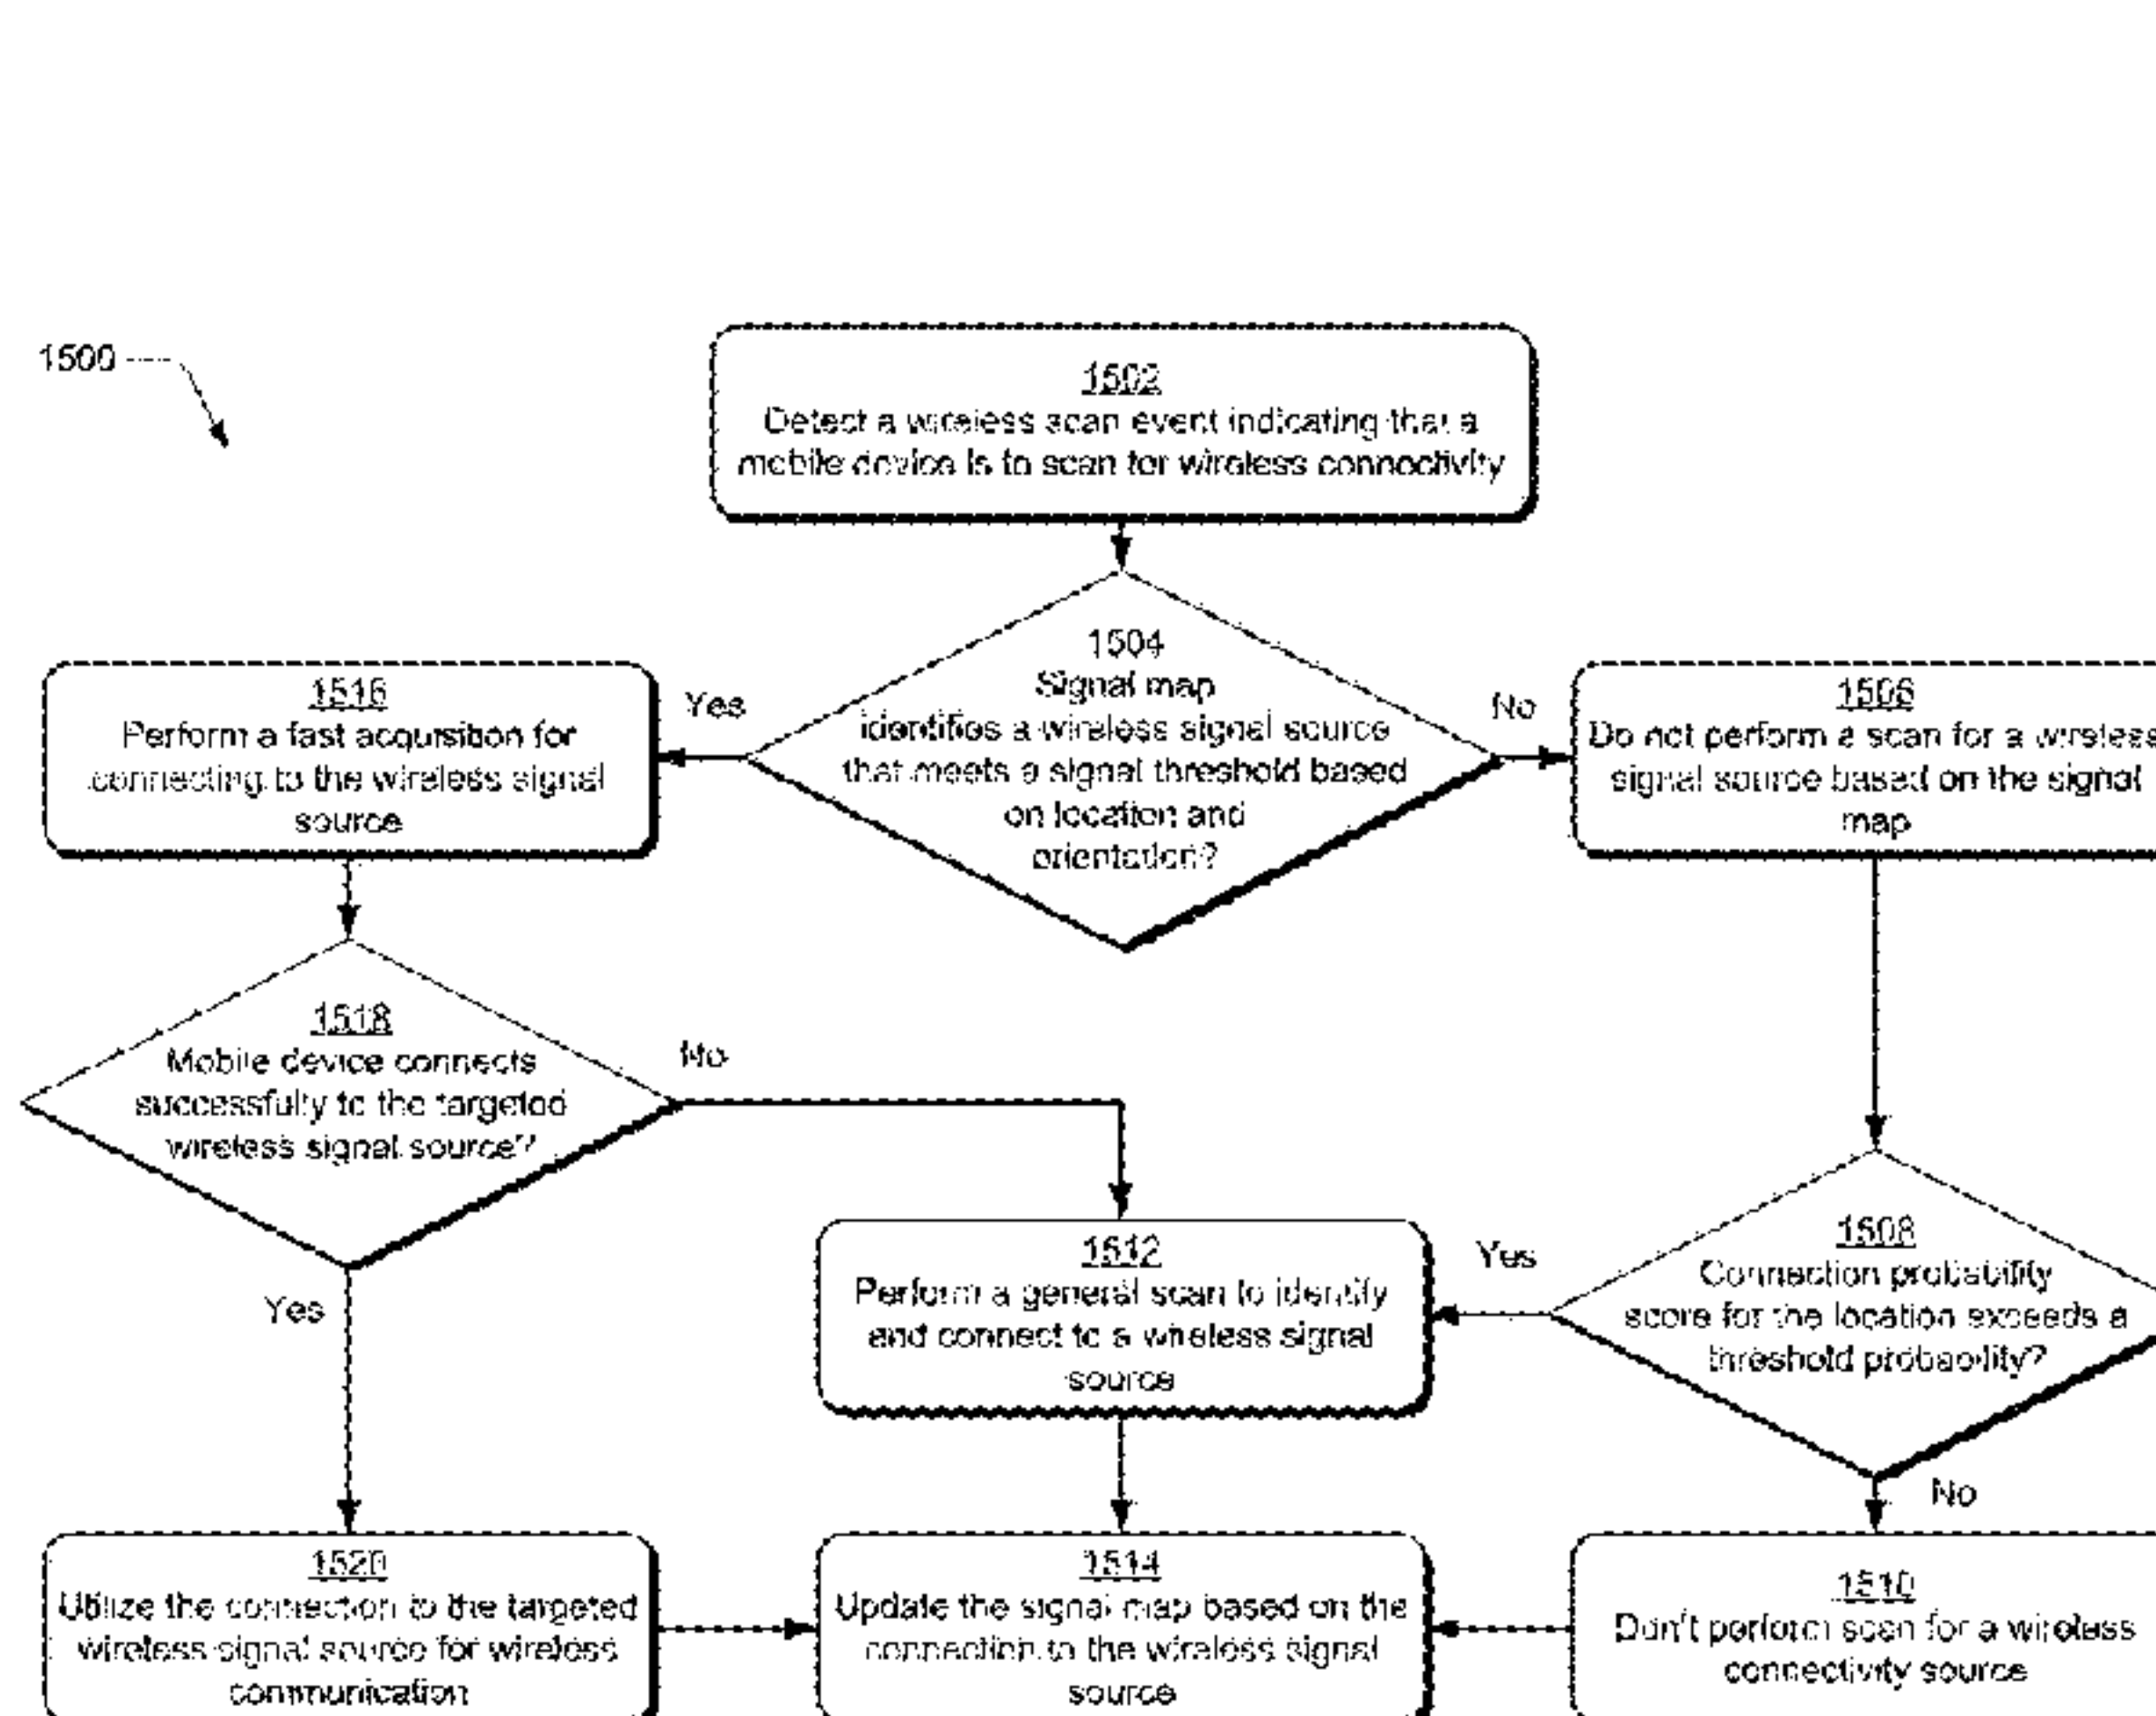 1500
1502
Detect a wireless scan event indicating that a
mobile device is to scan for wireless connectivity
1504
Signal map
identifies a wireless signal source
that meets a signal threshold based
on location and
orientation?
Yes
No
1516
Perform a fast acquisition for
connecting to the wireless signal
source
1506
Do not perform a scan for a wireless
signal source based on the signal
map
1518
Mobile device connects
successfully to the targeted
wireless signal source?
No
Yes
1512
Perform a general scan to identify
and connect to a wireless signal
source
Yes
1508
Connection probability
score for the location exceeds a
threshold probability?
No
1520
Utilize the connection to the targeted
wireless signal source for wireless
communication
1514
Update the signal map based on the
connection to the wireless signal
source
1510
Don't perform scan for a wireless
connectivity source